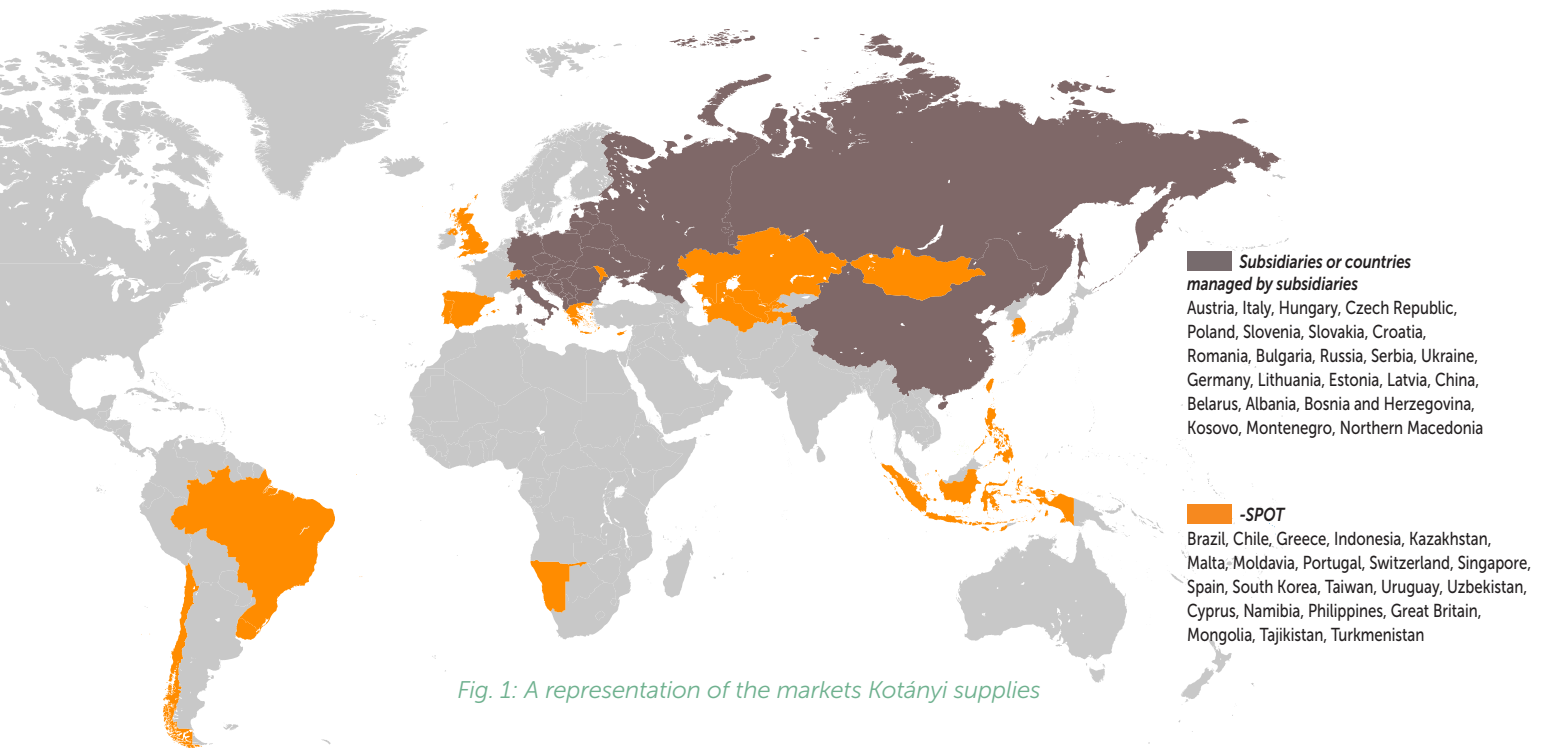 Subsidiaries or countries
managed by subsidiaries
Austria, Italy, Hungary, Czech Republic,
Poland, Slovenia, Slovakia, Croatia,
Romania, Bulgaria, Russia, Serbia, Ukraine,
Germany, Lithuania, Estonia, Latvia, China,
Belarus, Albania, Bosnia and Herzegovina,
Kosovo, Montenegro, Northern Macedonia
-SPOT
Brazil, Chile, Greece, Indonesia, Kazakhstan,
Malta, Moldavia, Portugal, Switzerland, Singapore,
Spain, South Korea, Taiwan, Uruguay, Uzbekistan,
Cyprus, Namibia, Philippines, Great Britain,
Mongolia, Tajikistan, Turkmenistan
Fig. 1: A representation of the markets Kotányi supplies